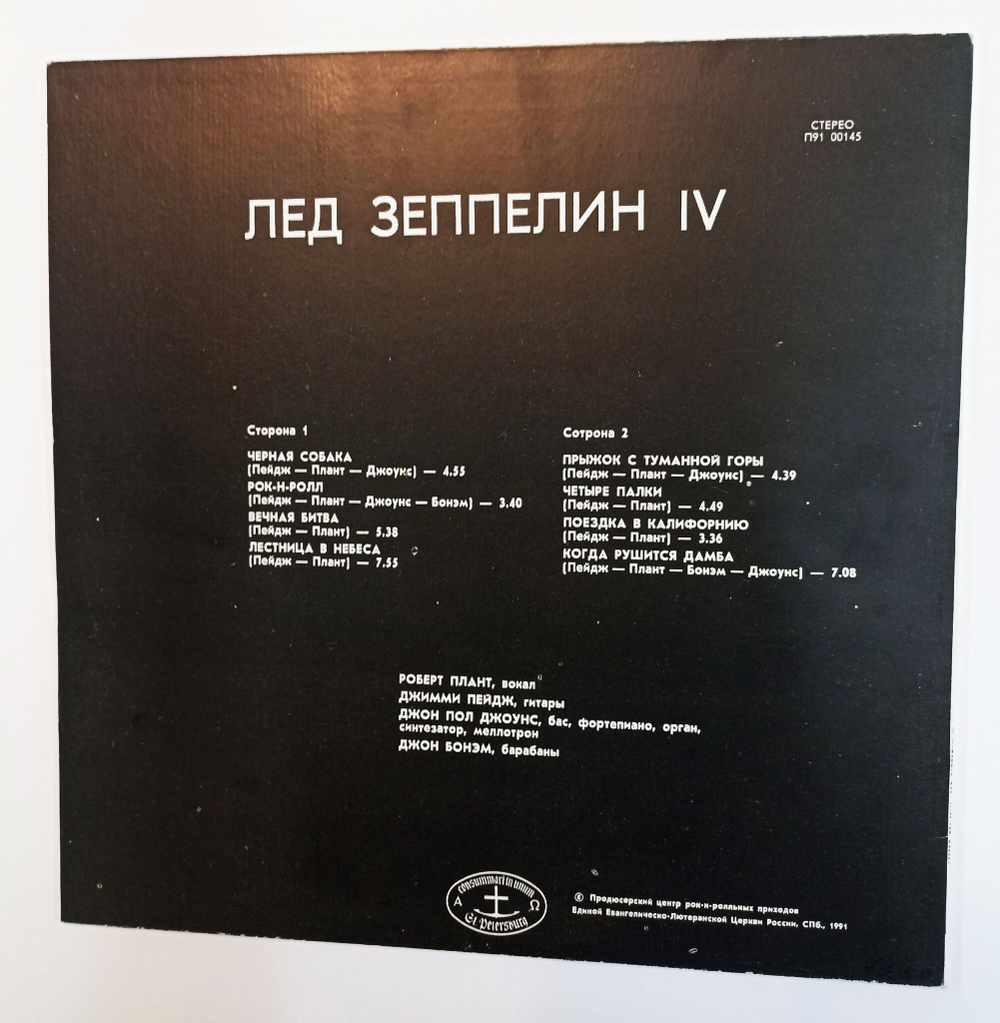 СТЕРЕО
П91 00145
ЛЕД ЗЕППЕЛИН IV
Сторона 1
ЧЕРНАЯ СОБАКА
(Пейдж — Плант — Джоунс) — 4.55
РОК-Н-РОЛЛ
(Пейдж — Плант — Джоунс — Бонэм) — 3.40
ВЕЧНАЯ БИТВА
(Пейдж — Плант) — 5.38
ЛЕСТНИЦА В НЕБЕСА
(Пейдж — Плант) — 7.55
Сотрона 2
ПРЫЖОК С ТУМАННОЙ ГОРЫ
(Пейдж — Плант — Джоунс) — 4.39
ЧЕТЫРЕ ПАЛКИ
(Пейдж — Плант) — 4.49
ПОЕЗДКА В КАЛИФОРНИЮ
(Пейдж — Плант) — 3.36
КОГДА РУШИТСЯ ДАМБА
(Пейдж — Плант — Бонэм — Джоунс) — 7.08
РОБЕРТ ПЛАНТ, вокал
ДЖИММИ ПЕЙДЖ, гитары
ДЖОН ПОЛ ДЖОУНС, бас, фортепиано, орган,
синтезатор, меллотрон
ДЖОН БОНЭМ, барабаны
consummari in unum
Α Ω
St Petersburg
© Продюсерский центр рок-н-ролльных приходов
Единой Евангелическо-Лютеранской Церкви России, СПб., 1991